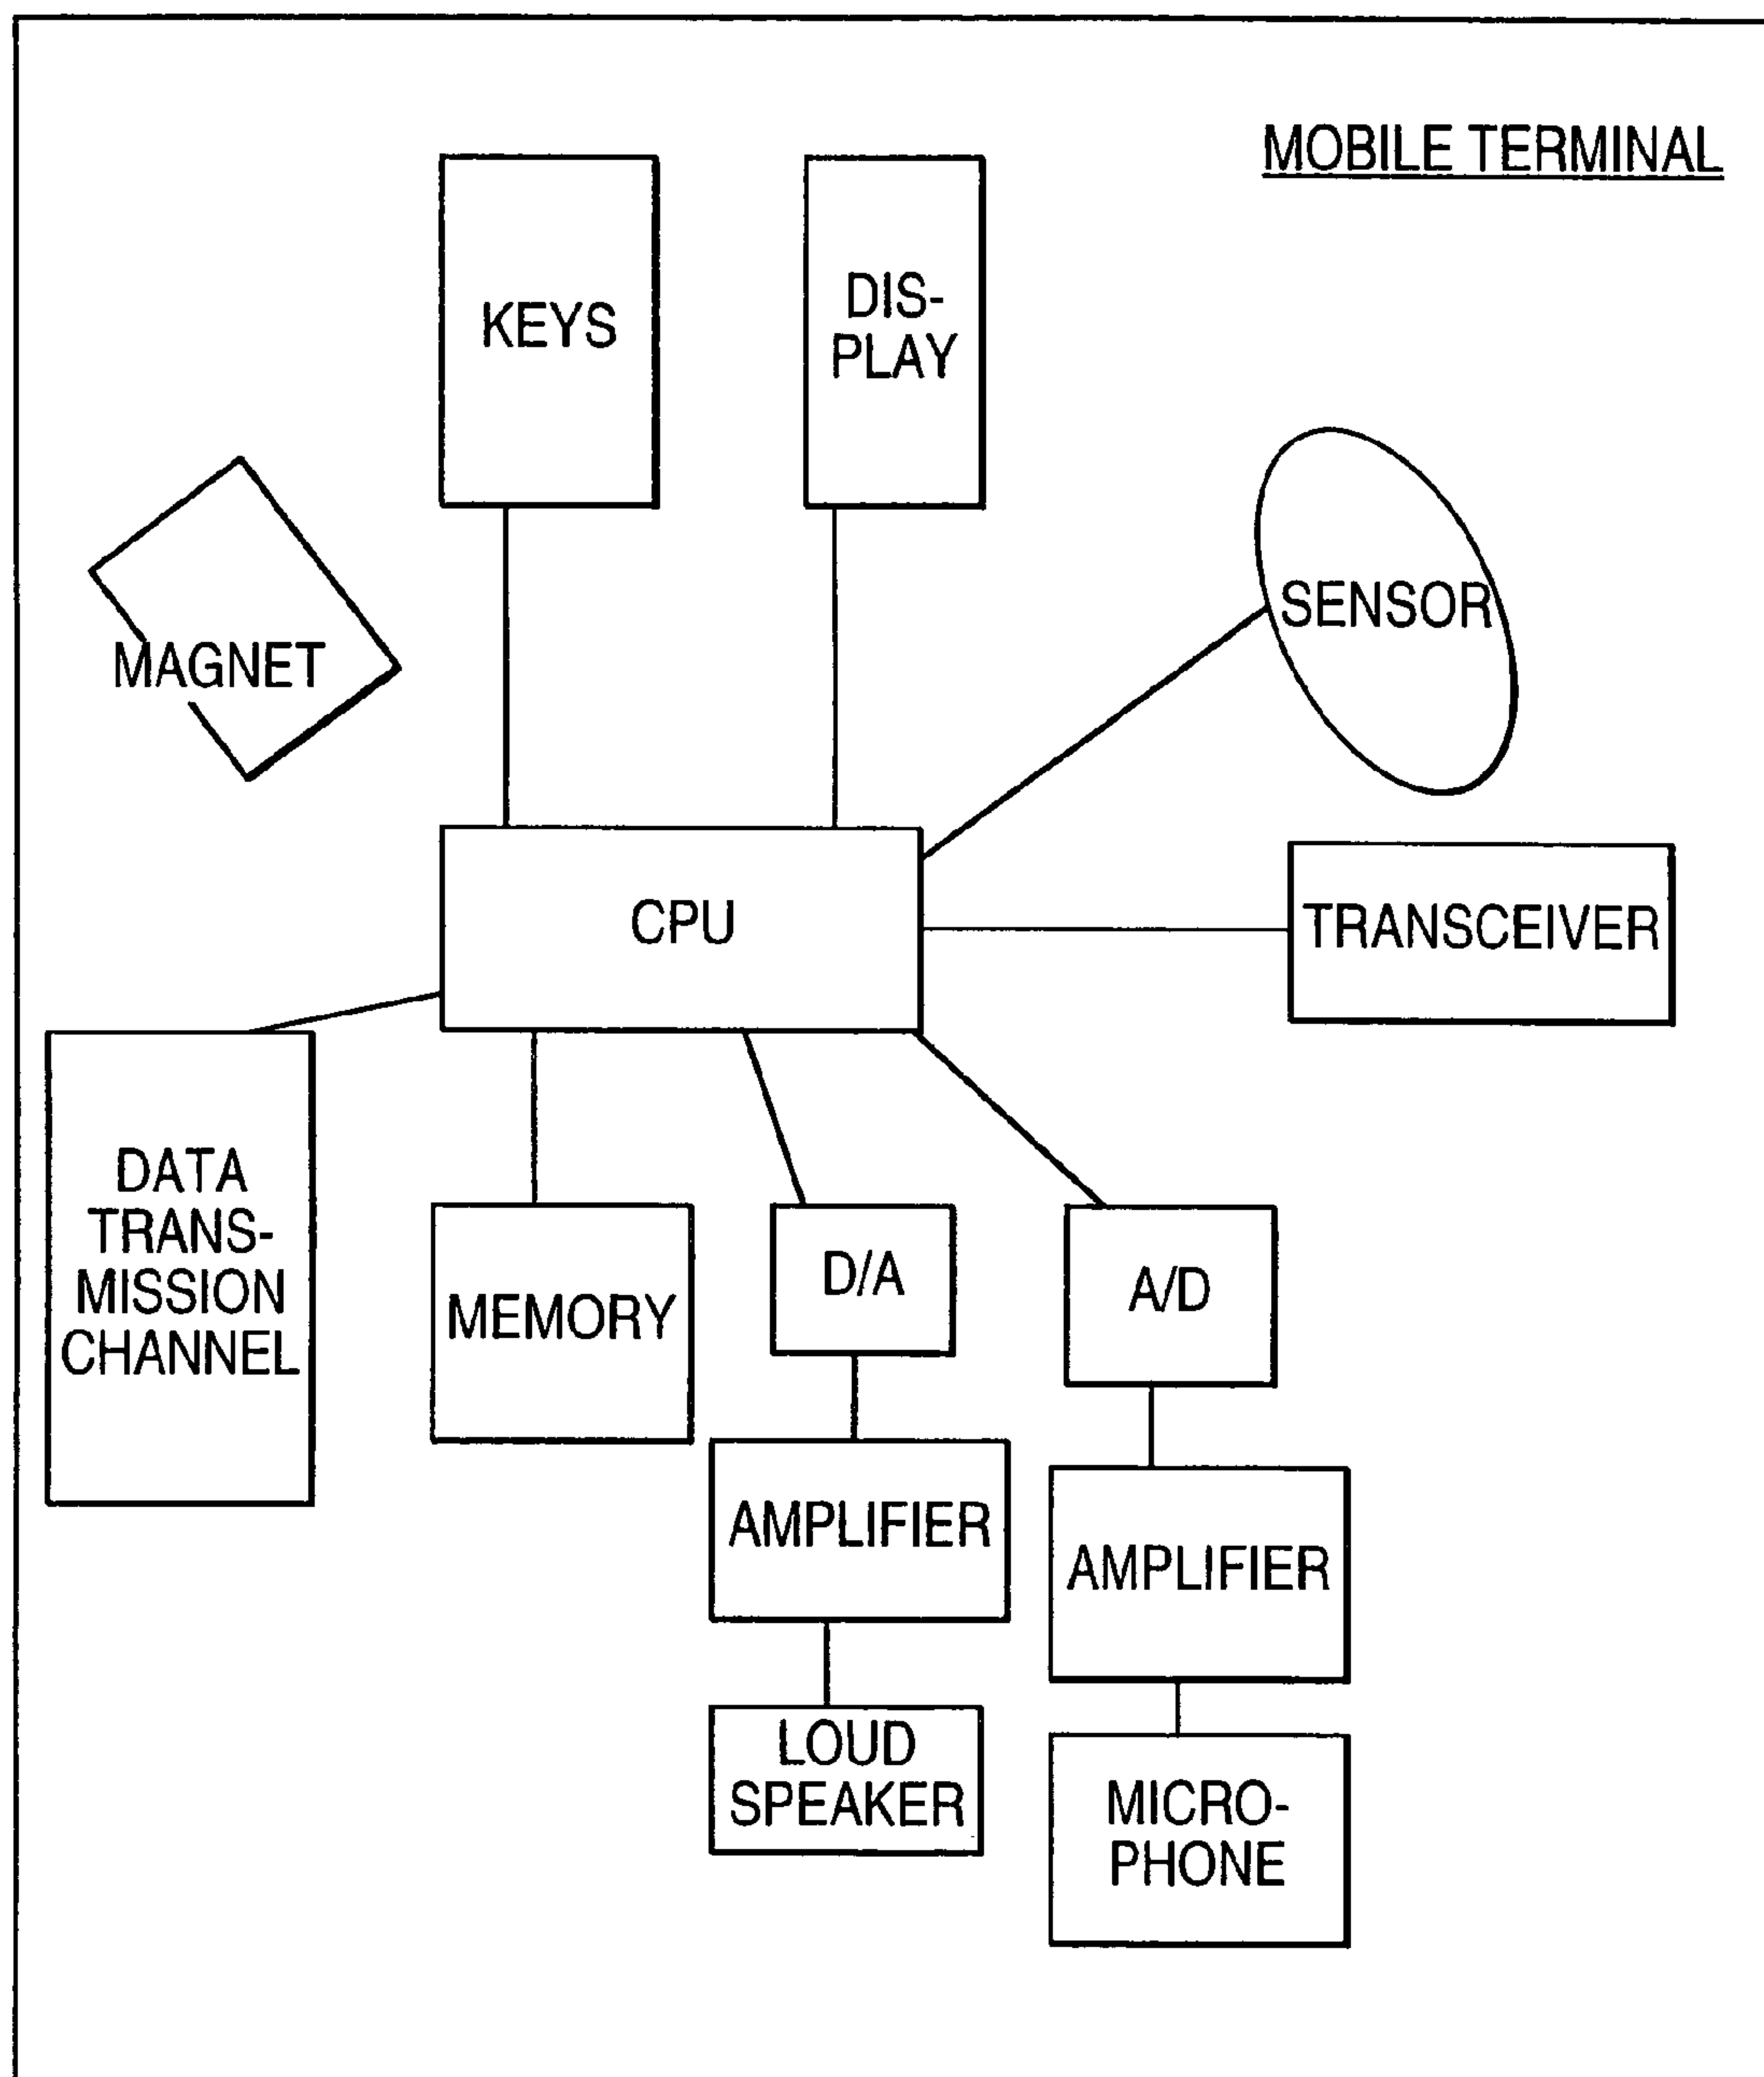 MOBILE TERMINAL
KEYS
DIS-
PLAY
SENSOR
MAGNET
CPU
TRANSCEIVER
DATA
TRANS-
MISSION
CHANNEL
MEMORY
D/A
A/D
AMPLIFIER
AMPLIFIER
LOUD
SPEAKER
MICRO-
PHONE